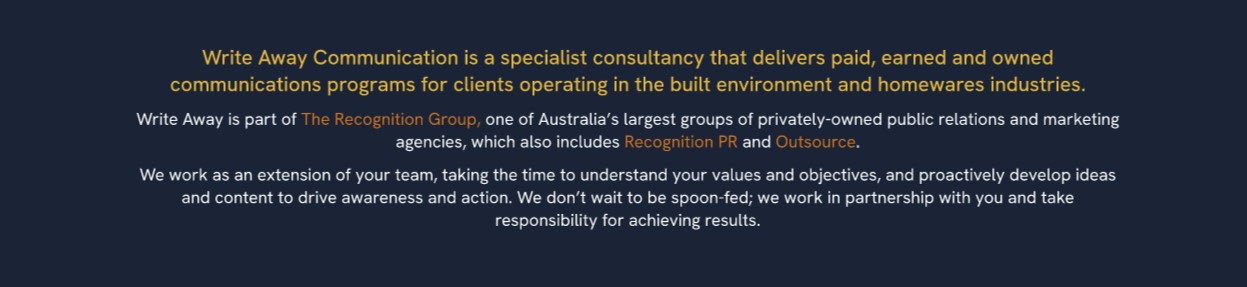 Write Away Communication is a specialist consultancy that delivers paid, earned and owned
communications programs for clients operating in the built environment and homewares industries.
Write Away is part of The Recognition Group, one of Australia’s largest groups of privately-owned public relations and marketing
agencies, which also includes Recognition PR and Outsource.
We work as an extension of your team, taking the time to understand your values and objectives, and proactively develop ideas
and content to drive awareness and action. We don’t wait to be spoon-fed; we work in partnership with you and take
responsibility for achieving results.